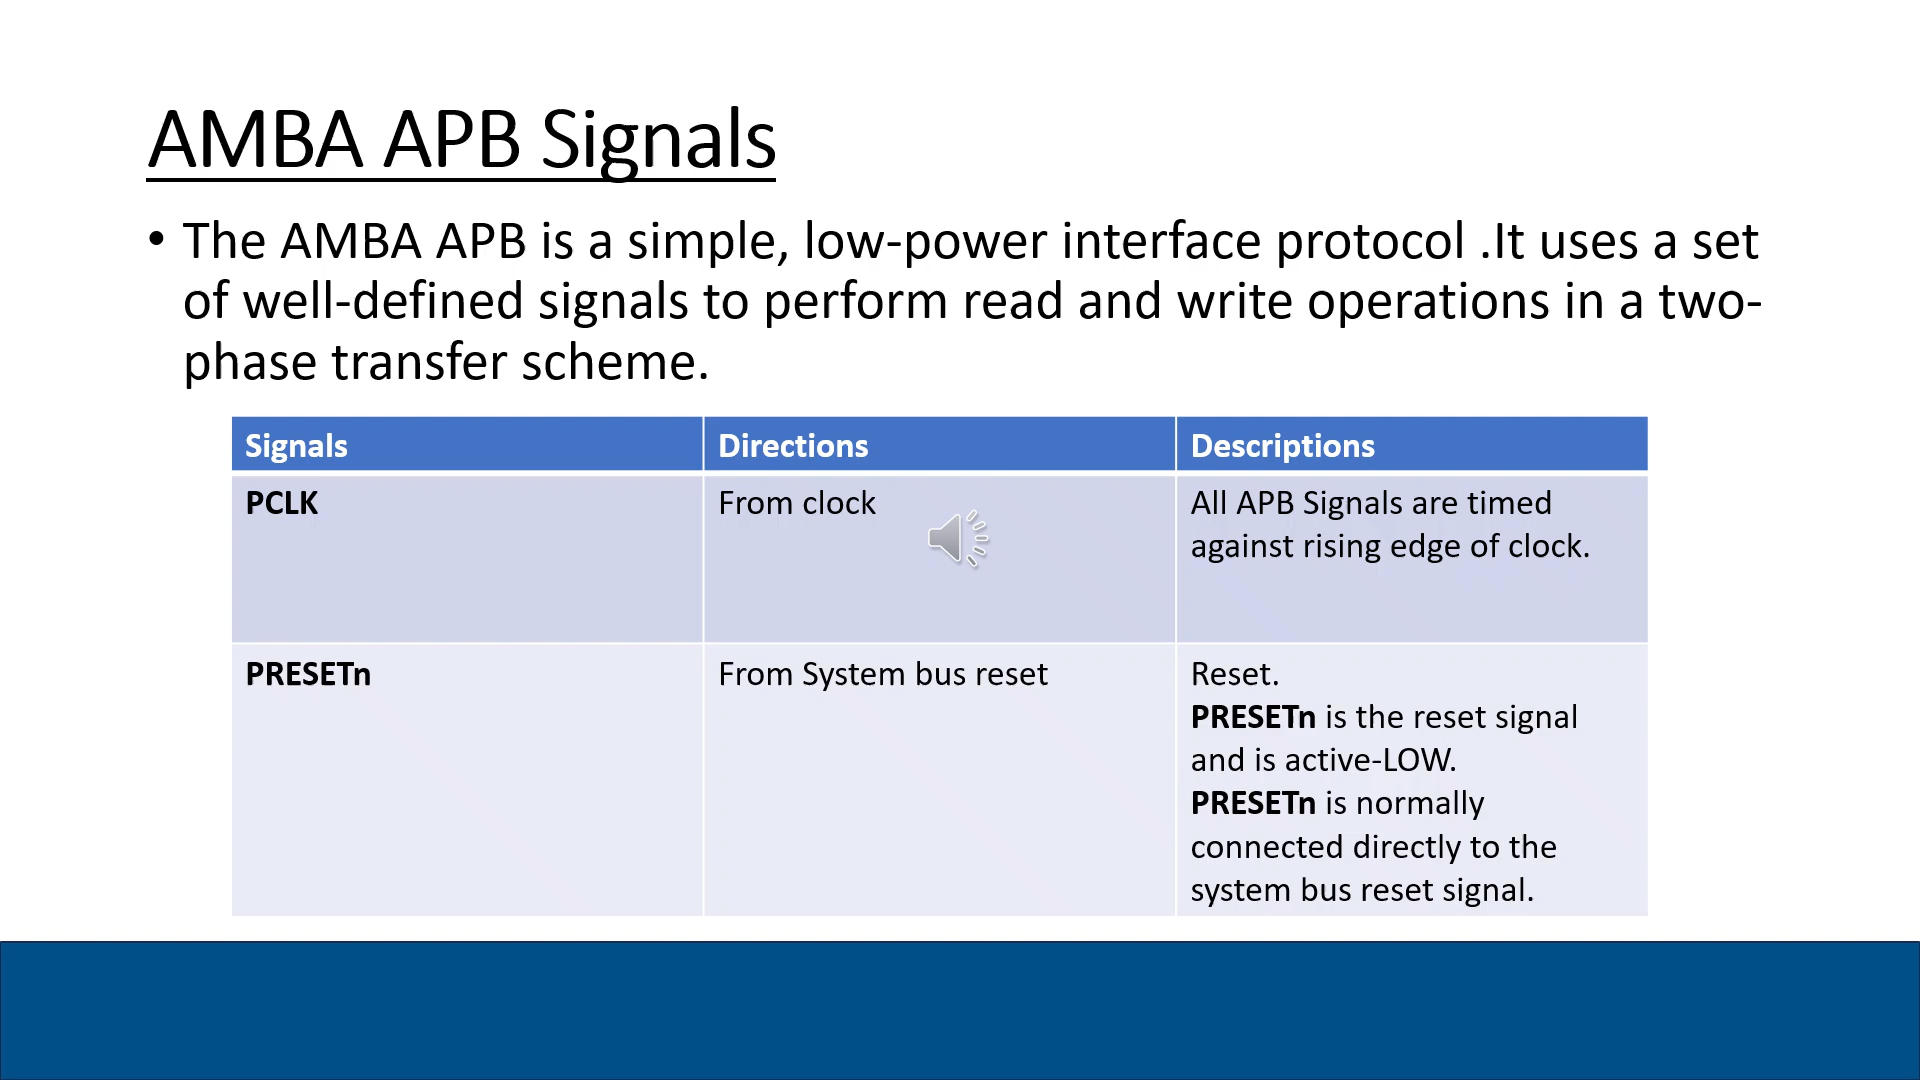 AMBA APB Signals
• The AMBA APB is a simple, low-power interface protocol .It uses a set
of well-defined signals to perform read and write operations in a two-
phase transfer scheme.
Signals Directions Descriptions
PCLK From clock All APB Signals are timed
against rising edge of clock.
PRESETn From System bus reset Reset.
PRESETn is the reset signal
and is active-LOW.
PRESETn is normally
connected directly to the
system bus reset signal.